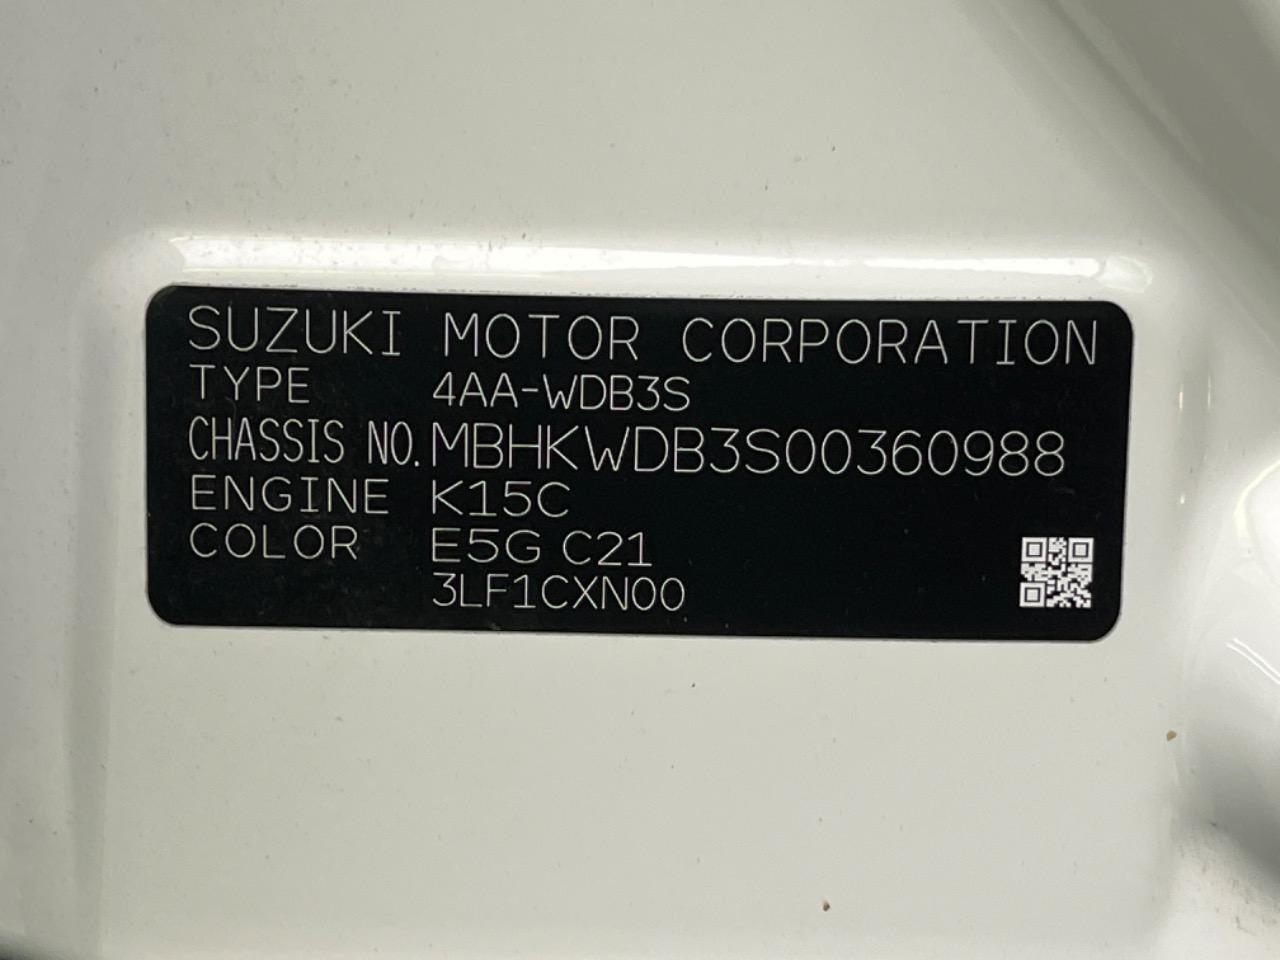 SUZUKI MOTOR CORPORATION
TYPE 4AA-WDB3S
CHASSIS NO. MBHKWDB3S00360988
ENGINE K15C
COLOR E5G C21
3LF1CXN00